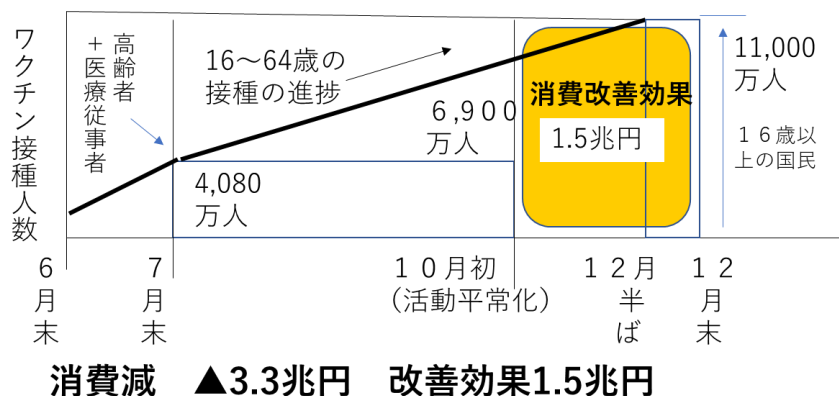 ワクチン接種人数
高齢者
＋医療従事者
16～64歳の
接種の進捗
6,900
万人
4,080
万人
消費改善効果
1.5兆円
11,000
万人
１６歳以
上の国民
６月末
７月末
１０月初
（活動平常化）
１２月半ば
１２月末
消費減　▲3.3兆円　改善効果1.5兆円